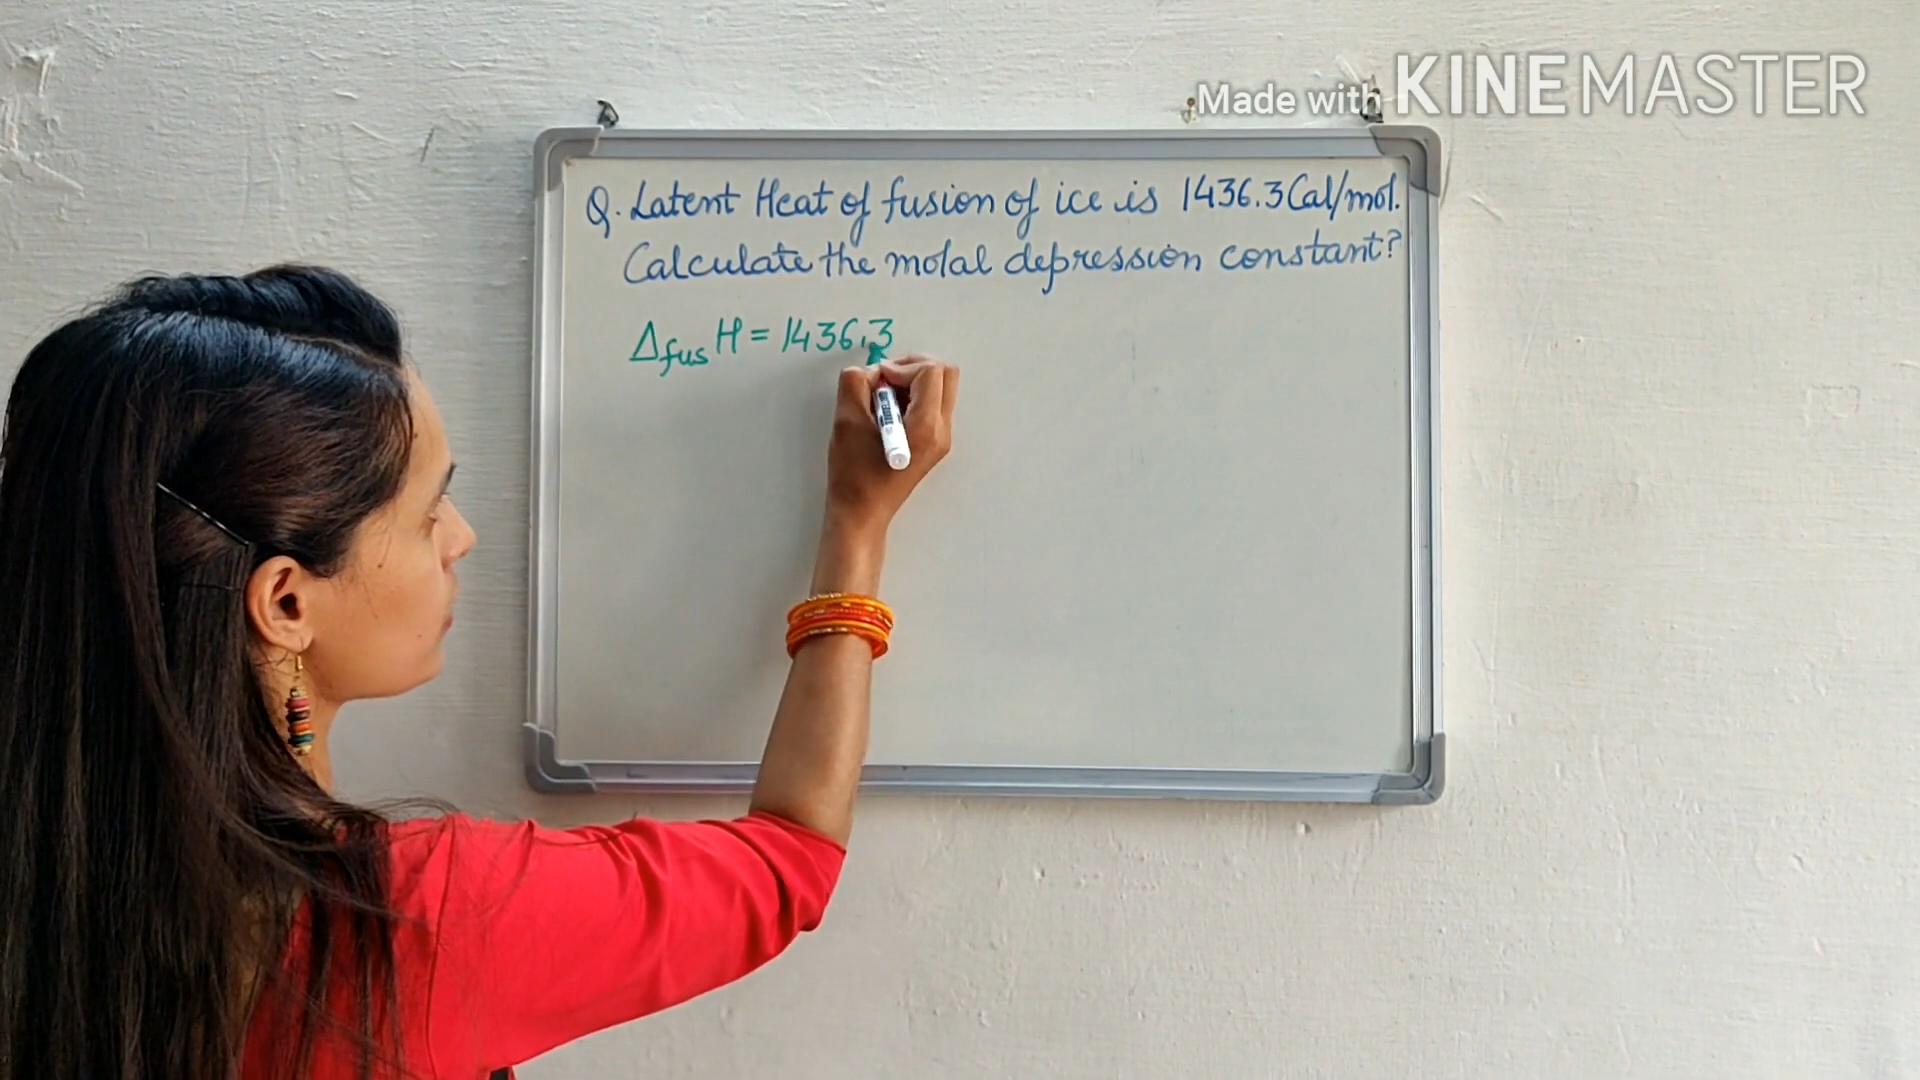 Made with KINEMASTER
Q. Latent Heat of fusion of ice is 1436.3 Cal/mol.
Calculate the molal depression constant?
ΔfusH = 1436.3